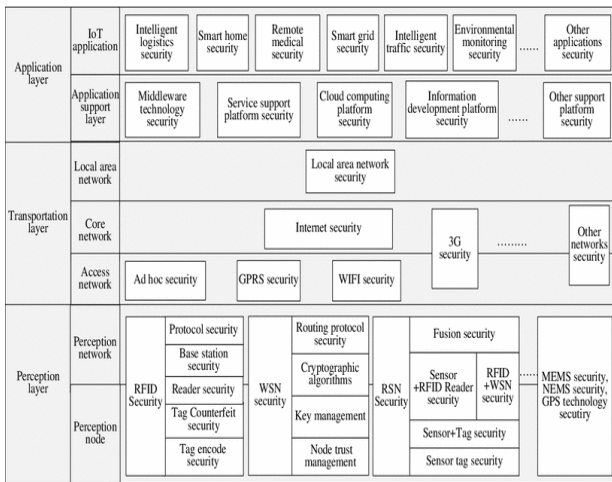 Application
layer
IoT
application
Intelligent
logistics
security
Smart home
security
Remote
medical
security
Smart grid
security
Intelligent
traffic security
Environmental
monitoring security
......
Other
applications
security
Application
support
layer
Middleware
technology
security
Service support
platform security
Cloud computing
platform
security
Information
development platform
security
......
Other support
platform
security
Transportation
layer
Local area
network
Local area network
security
Core
network
Internet security
3G
security
.........
Other
networks
security
Access
network
Ad hoc security
GPRS security
WIFI security
Perception
layer
Perception
network
Perception
node
RFID
Security
Protocol security
Base station
security
Reader security
Tag Counterfeit
security
Tag encode
security
WSN
security
Routing protocol
security
Cryptographic
algorithms
Key management
Node trust
management
RSN
Security
Fusion security
Sensor
+RFID Reader
security
RFID
+WSN
security
Sensor+Tag security
Sensor tag security
......
MEMS security,
NEMS security,
GPS technology
secutiry